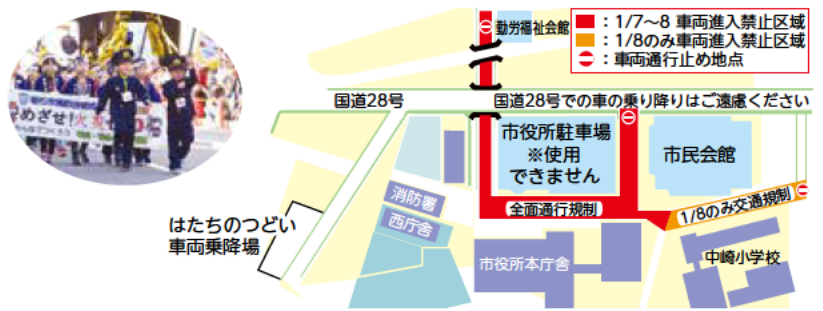 勤労福祉会館
■：1/7～8 車両進入禁止区域
■：1/8のみ車両進入禁止区域
：車両通行止め地点
国道28号
国道28号での車の乗り降りはご遠慮ください
市役所駐車場
※使用
できません
市民会館
消防署
西庁舎
全面通行規制
1/8のみ交通規制
はたちのつどい
車両乗降場
市役所本庁舎
中崎小学校
めざせ!火